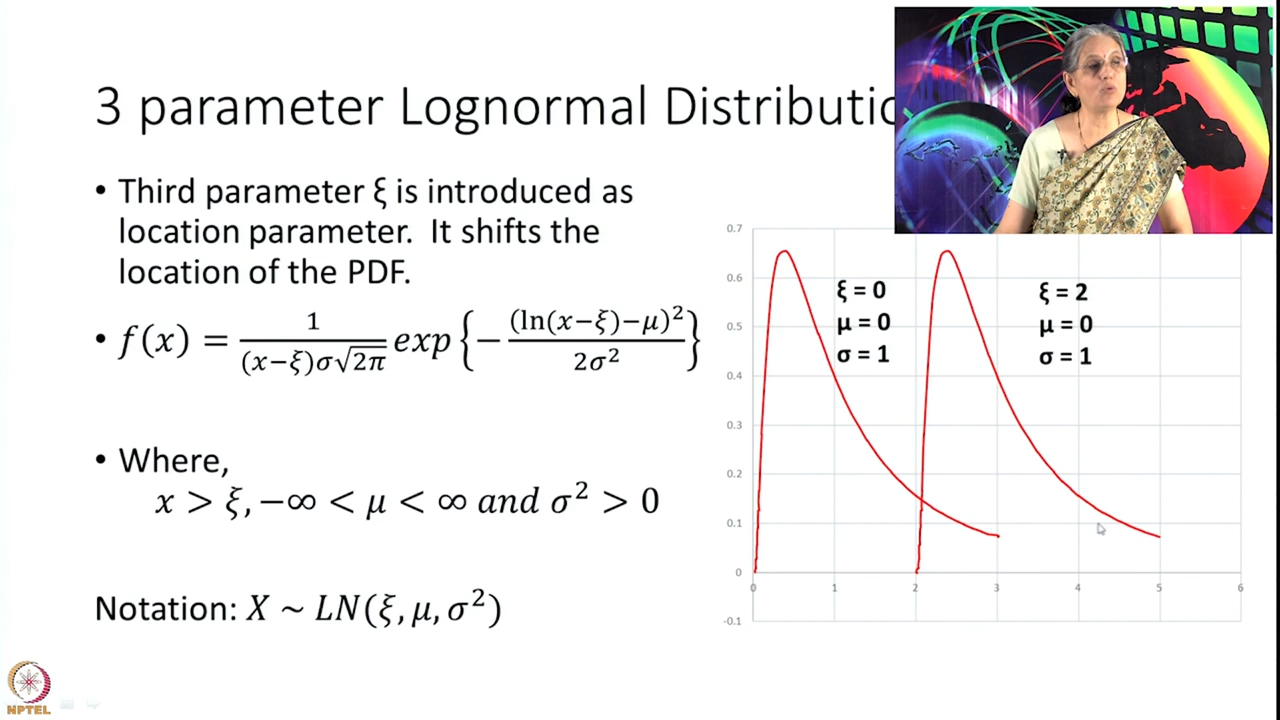 3 parameter Lognormal Distributio
• Third parameter ξ is introduced as
location parameter. It shifts the
location of the PDF.
• f(x) = 1/((x−ξ)σ√2π) exp{−(ln(x−ξ)−μ)²/2σ²}
• Where,
x > ξ, −∞ < μ < ∞ and σ² > 0
Notation: X ~ LN(ξ, μ, σ²)
0.7
0.6
0.5
0.4
0.3
0.2
0.1
0
-0.1
ξ = 0
μ = 0
σ = 1
ξ = 2
μ = 0
σ = 1
0 1 2 3 4 5 6
NPTEL